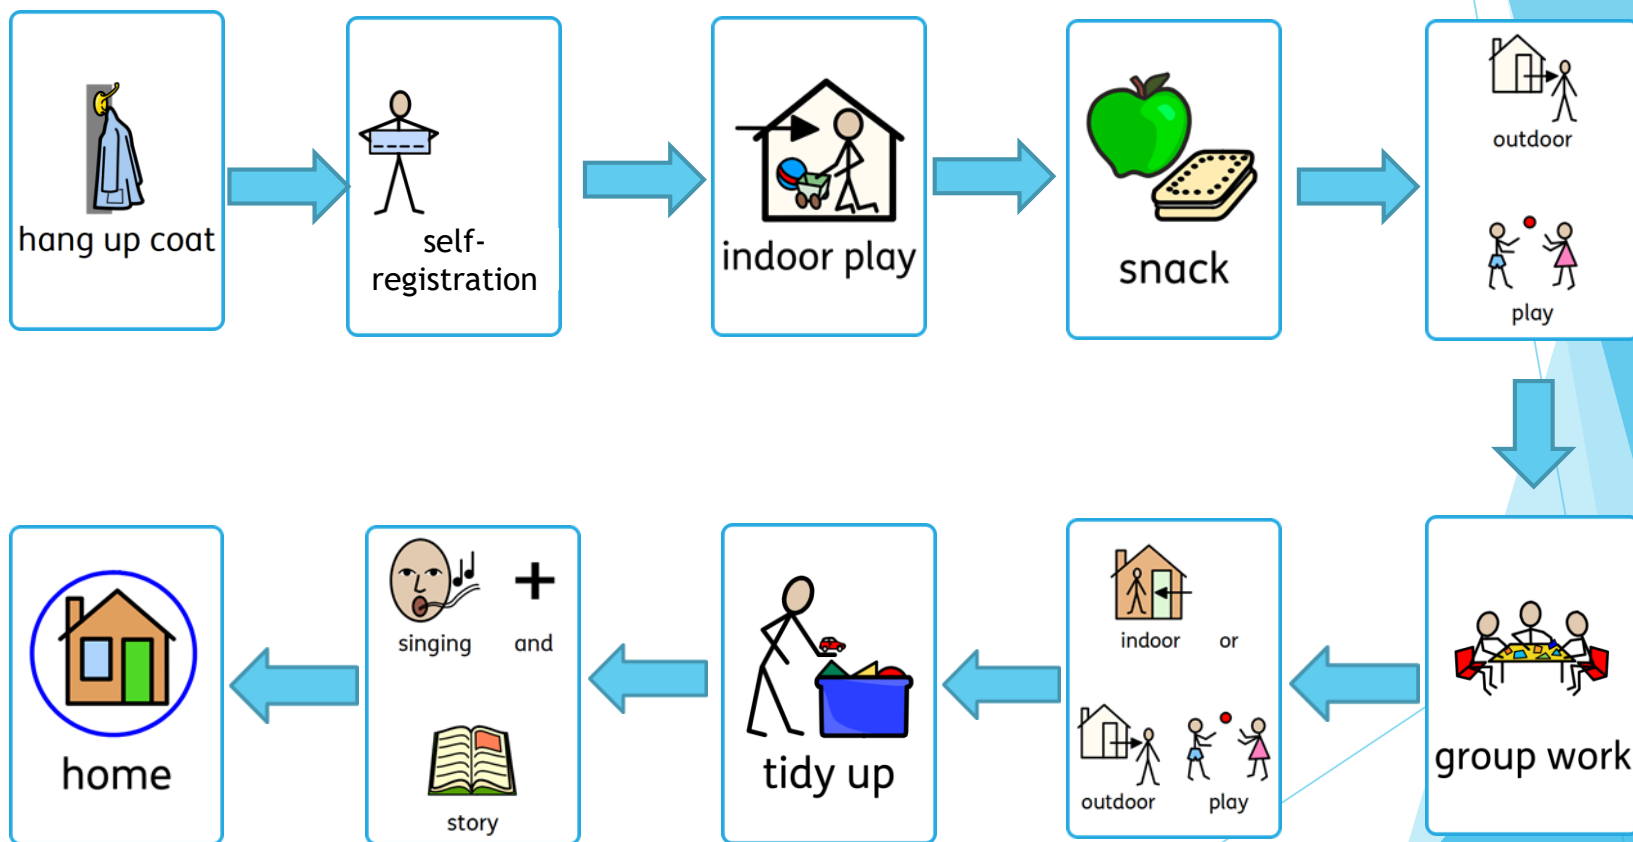 hang up coat
self-
registration
indoor play
snack
outdoor
play
group work
indoor or
outdoor play
tidy up
singing and
story
home